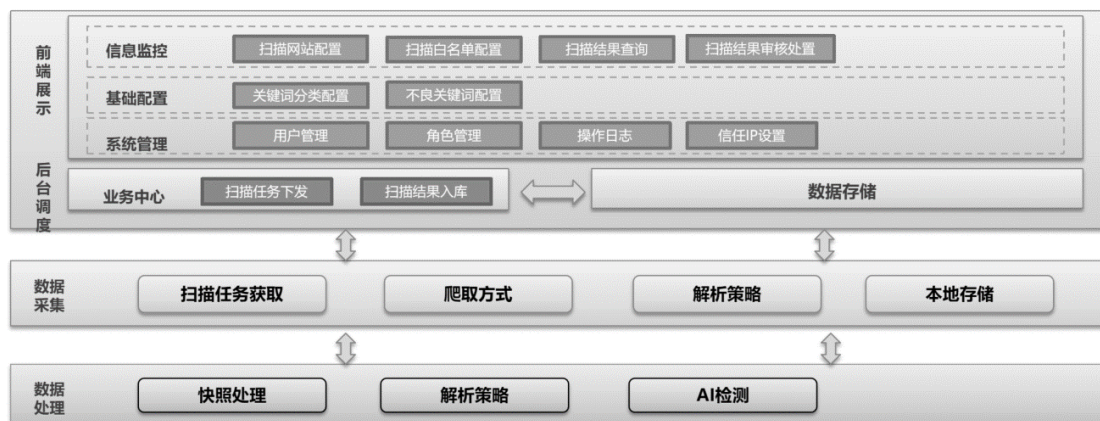 前端展示
信息监控 扫描网站配置 扫描白名单配置 扫描结果查询 扫描结果审核处置
基础配置 关键词分类配置 不良关键词配置
系统管理 用户管理 角色管理 操作日志 信任IP设置
后台调度
业务中心 扫描任务下发 扫描结果入库 数据存储
数据采集
扫描任务获取 爬取方式 解析策略 本地存储
数据处理
快照处理 解析策略 AI检测